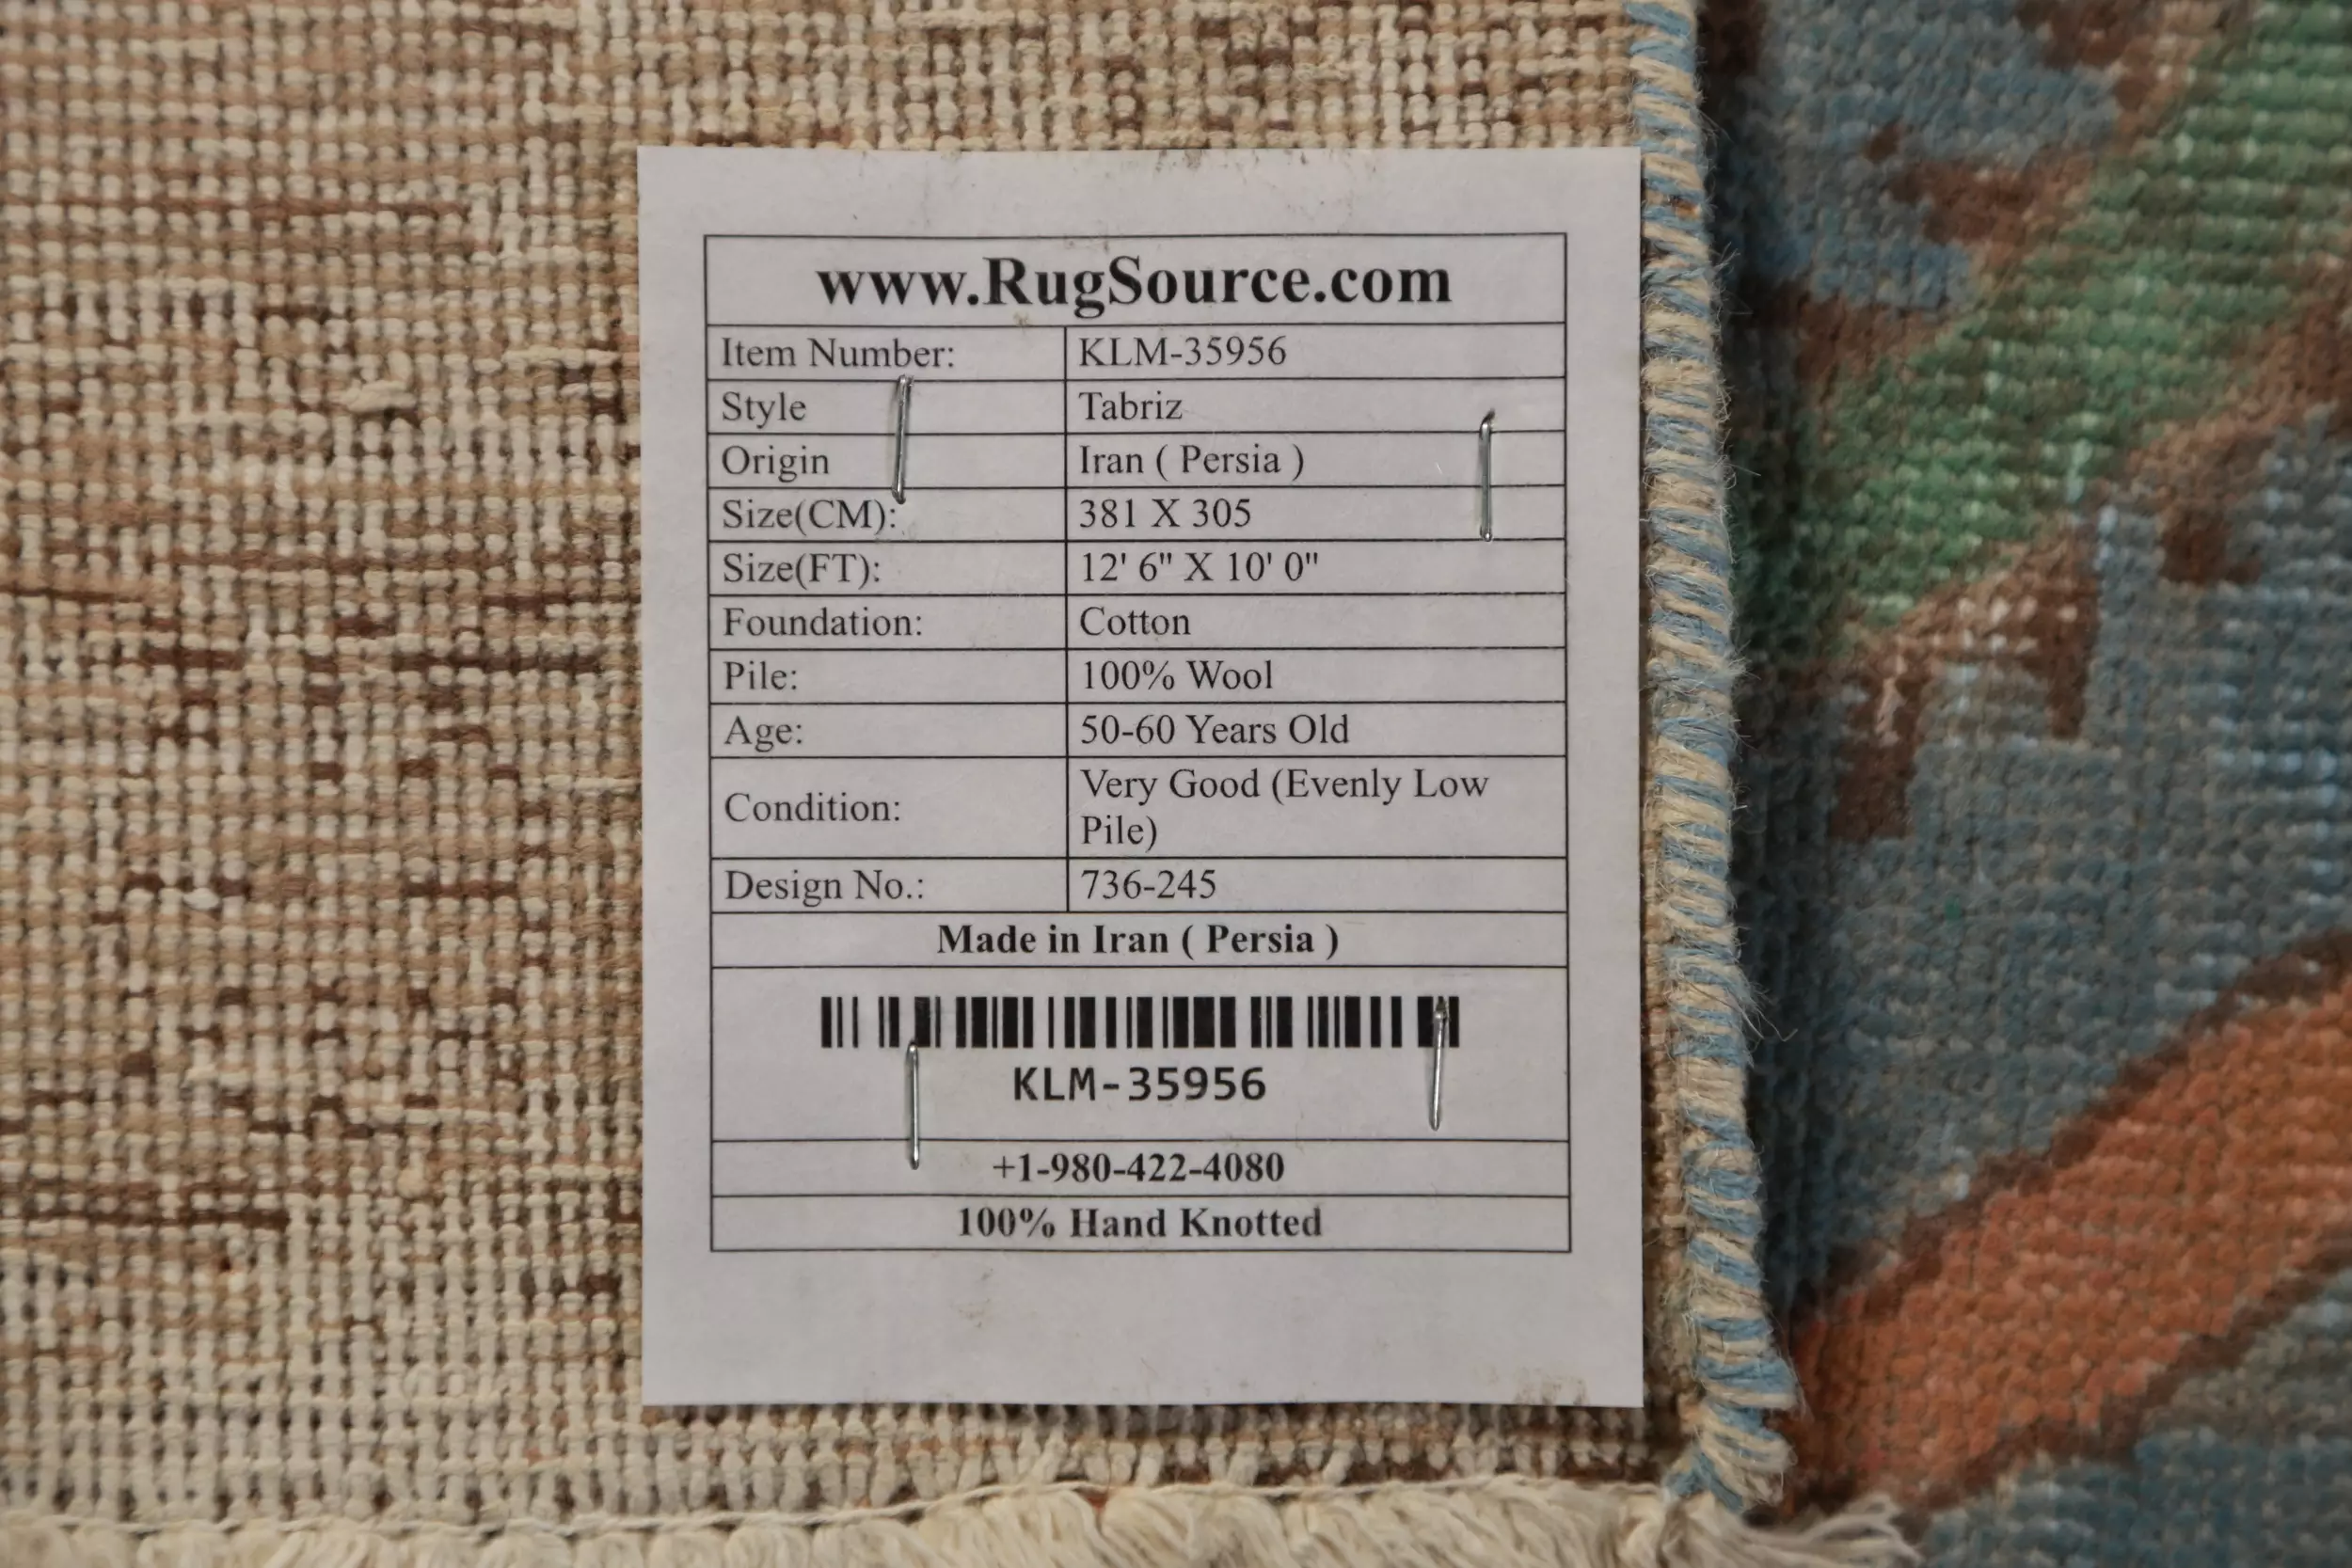 www.RugSource.com
Item Number: KLM-35956
Style Tabriz
Origin Iran ( Persia )
Size(CM): 381 X 305
Size(FT): 12' 6" X 10' 0"
Foundation: Cotton
Pile: 100% Wool
Age: 50-60 Years Old
Condition: Very Good (Evenly Low
Pile)
Design No.: 736-245
Made in Iran ( Persia )
KLM-35956
+1-980-422-4080
100% Hand Knotted